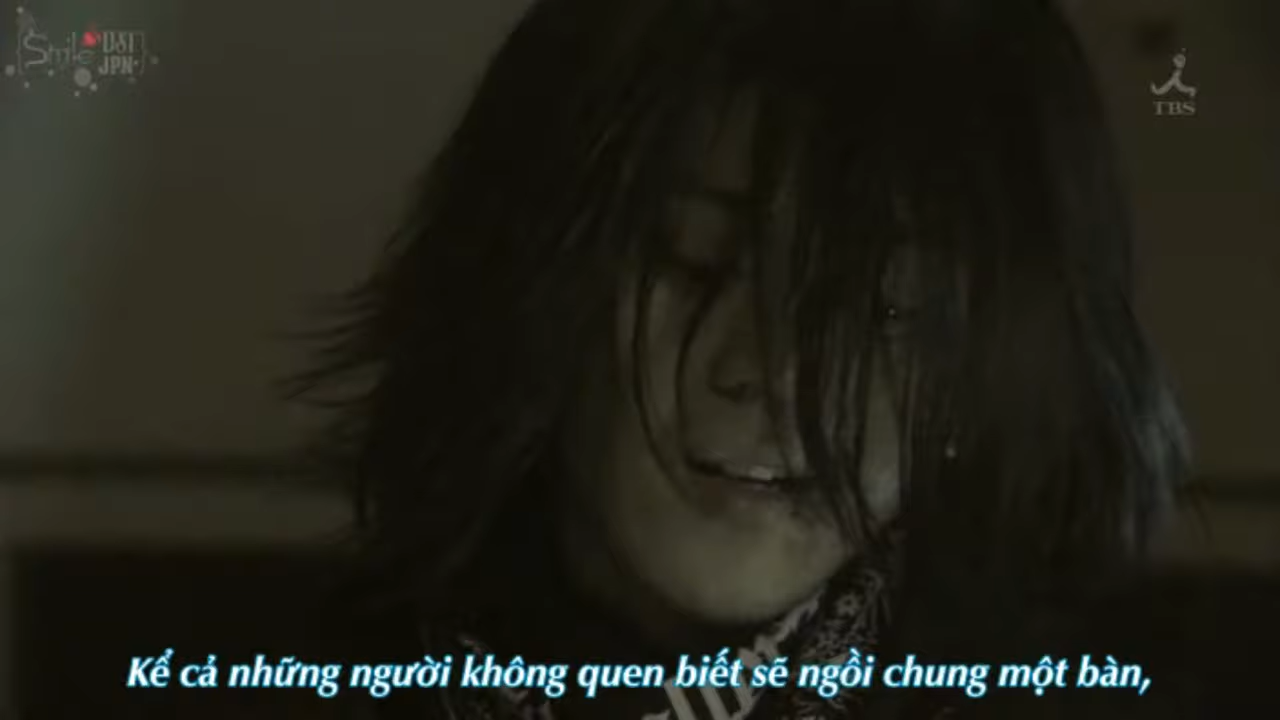 Smile
DST
JPN
TBS
Kể cả những người không quen biết sẽ ngồi chung một bàn,